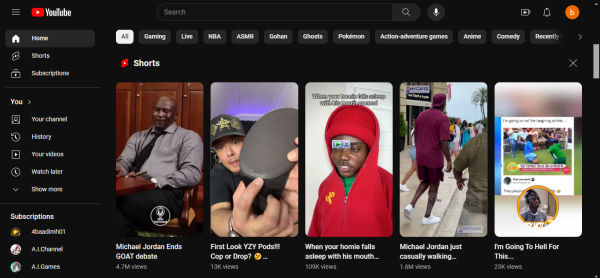 YouTube
Search
b
Home
Shorts
Subscriptions
You
Your channel
History
Your videos
Watch later
Show more
Subscriptions
4baadimh01
A.I.Channel
A.I.Games
All
Gaming
Live
NBA
ASMR
Gohan
Ghosts
Pokémon
Action-adventure games
Anime
Comedy
Recently
Shorts
When your homie falls asleep
with his mouth opened
I'm going to hell for laughing at this...
Michael Jordan Ends
GOAT debate
4.7M views
First Look YZY Pods!!!
Cop or Drop? 🤔...
13K views
When your homie falls
asleep with his mouth...
109K views
Michael Jordan just
casually walking...
1.6M views
I'm Going To Hell For
This...
23K views